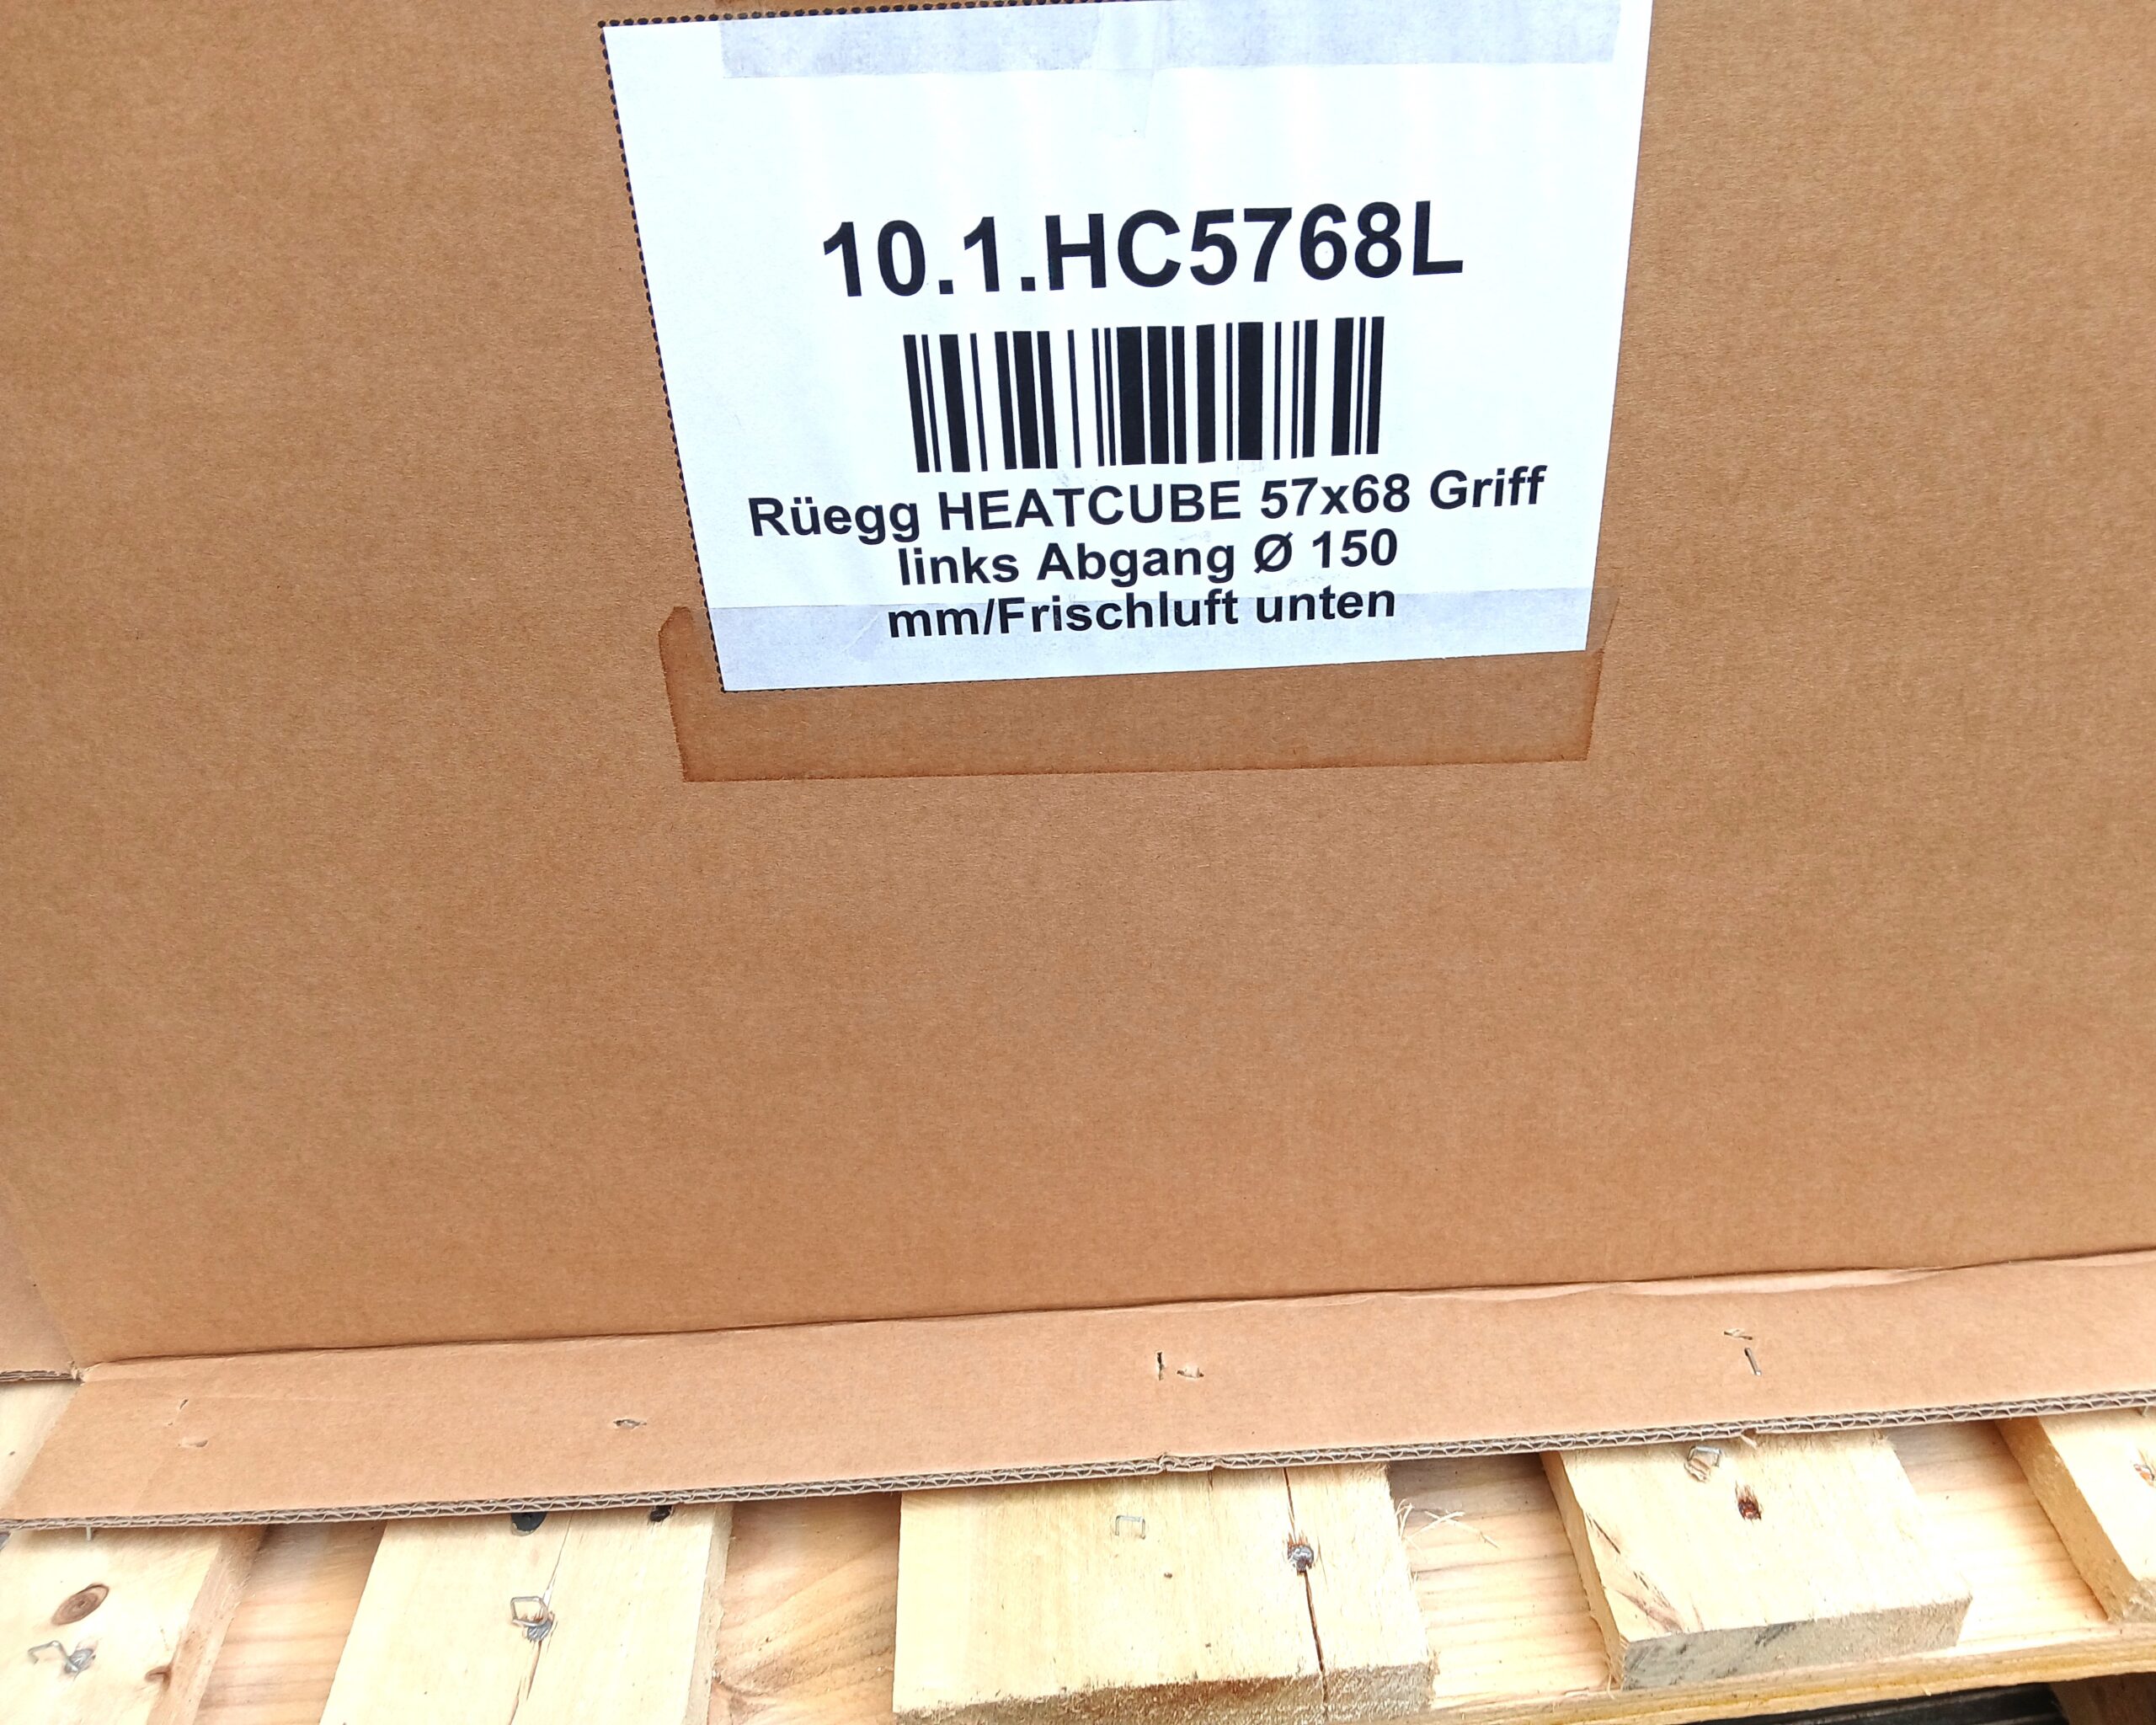 10.1.HC5768L
Rüegg HEATCUBE 57x68 Griff
links Abgang Ø 150
mm/Frischluft unten